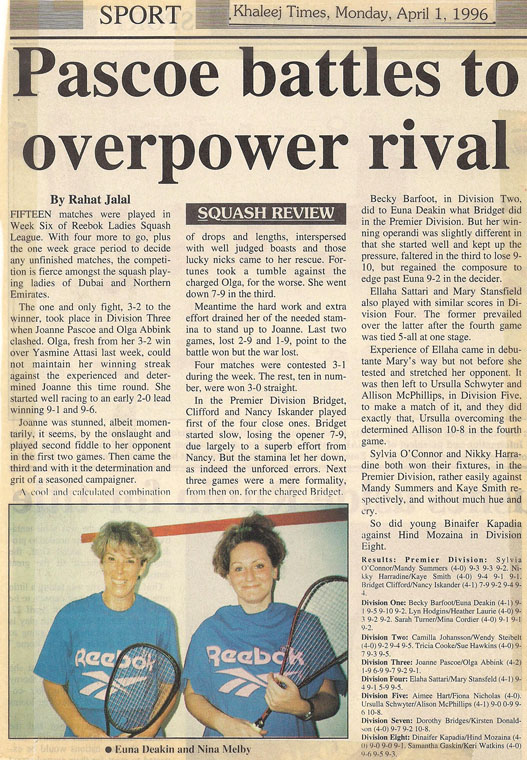 SPORT
Khaleej Times, Monday, April 1, 1996
Pascoe battles to
overpower rival
By Rahat Jalal
FIFTEEN matches were played in
Week Six of Reebok Ladies Squash
League. With four more to go, plus
the one week grace period to decide
any unfinished matches, the competi-
tion is fierce amongst the squash play-
ing ladies of Dubai and Northern
Emirates.
The one and only fight, 3-2 to the
winner, took place in Division Three
when Joanne Pascoe and Olga Abbink
clashed. Olga, fresh from her 3-2 win
over Yasmine Attasi last week, could
not maintain her winning streak
against the experienced and deter-
mined Joanne this time round. She
started well racing to an early 2-0 lead
winning 9-1 and 9-6.
Joanne was stunned, albeit momen-
tarily, it seems, by the onslaught and
played second fiddle to her opponent
in the first two games. Then came the
third and with it the determination and
grit of a seasoned campaigner.
A cool and calculated combination
SQUASH REVIEW
of drops and lengths, interspersed
with well judged boasts and those
lucky nicks came to her rescue. For-
tunes took a tumble against the
charged Olga, for the worse. She went
down 7-9 in the third.
Meantime the hard work and extra
effort drained her of the needed stam-
ina to stand up to Joanne. Last two
games, lost 2-9 and 1-9, point to the
battle won but the war lost.
Four matches were contested 3-1
during the week. The rest, ten in num-
ber, were won 3-0 straight.
In the Premier Division Bridget,
Clifford and Nancy Iskander played
first of the four close ones. Bridget
started slow, losing the opener 7-9,
due largely to a superb effort from
Nancy. But the stamina let her down,
as indeed the unforced errors. Next
three games were a mere formality,
from then on, for the charged Bridget.
Becky Barfoot, in Division Two,
did to Euna Deakin what Bridget did
in the Premier Division. But her win-
ning operandi was slightly different in
that she started well and kept up the
pressure, faltered in the third to lose 9-
10, but regained the composure to
edge past Euna 9-2 in the decider.
Ellaha Sattari and Mary Stansfield
also played with similar scores in Di-
vision Four. The former prevailed
over the latter after the fourth game
was tied 5-all at one stage.
Experience of Ellaha came in debu-
tante Mary's way but not before she
tested and stretched her opponent. It
was then left to Ursulla Schwyter and
Allison McPhillips, in Division Five,
to make a match of it, and they did
exactly that, Ursulla overcoming the
determined Allison 10-8 in the fourth
game.
Sylvia O'Connor and Nikky Harra-
dine both won their fixtures, in the
Premier Division, rather easily against
Mandy Summers and Kaye Smith re-
spectively, and without much hue and
cry.
So did young Binaifer Kapadia
against Hindi Mozaina in Division
Eight.
Results: Premier Division: Sylvia
O'Connor/Mandy Summers (4-0) 9-3 9-3 9-2. Ni-
kky Harradine/Kaye Smith (4-0) 9-4 9-1 9-1.
Bridget Clifford/Nancy Iskander (4-1) 7-9 9-2 9-4 9-
4.
Division One: Becky Barfoot/Euna Deakin (4-1) 9-
1 9-5 9-10 9-2. Lyn Hodgins/Heather Laurie (4-0) 9-
3 9-2 9-2. Sarah Turner/Mina Cordier (4-0) 9-1 9-1
9-2.
Division Two: Camilla Johansson/Wendy Steibelt
(4-0) 9-2 9-4 9-5. Tricia Cooke/Sue Hawkins (4-0) 9-
7 9-3 9-5.
Division Three: Joanne Pascoe/Olga Abbink (4-2)
1-9 6-9 9-7 9-2 9-1.
Division Four: Elaha Sattari/Mary Stansfeld (4-1) 9-
4 9-1 5-9 9-5.
Division Five: Aimee Hart/Fiona Nicholas (4-0).
Ursulla Schwyter/Alison McPhillips (4-1) 9-0 0-9 9-
6 10-8.
Division Seven: Dorothy Bridges/Kirsten Donald-
son (4-0) 9-7 9-2 10-8.
Division Eight: Dinaifer Kapadia/Hind Mozaina (4-
0) 9-0 9-0 9-1. Samantha Gaskin/Keri Watkins (4-0)
9-6 9-5 9-3.
Reebok
Reebok
● Euna Deakin and Nina Melby